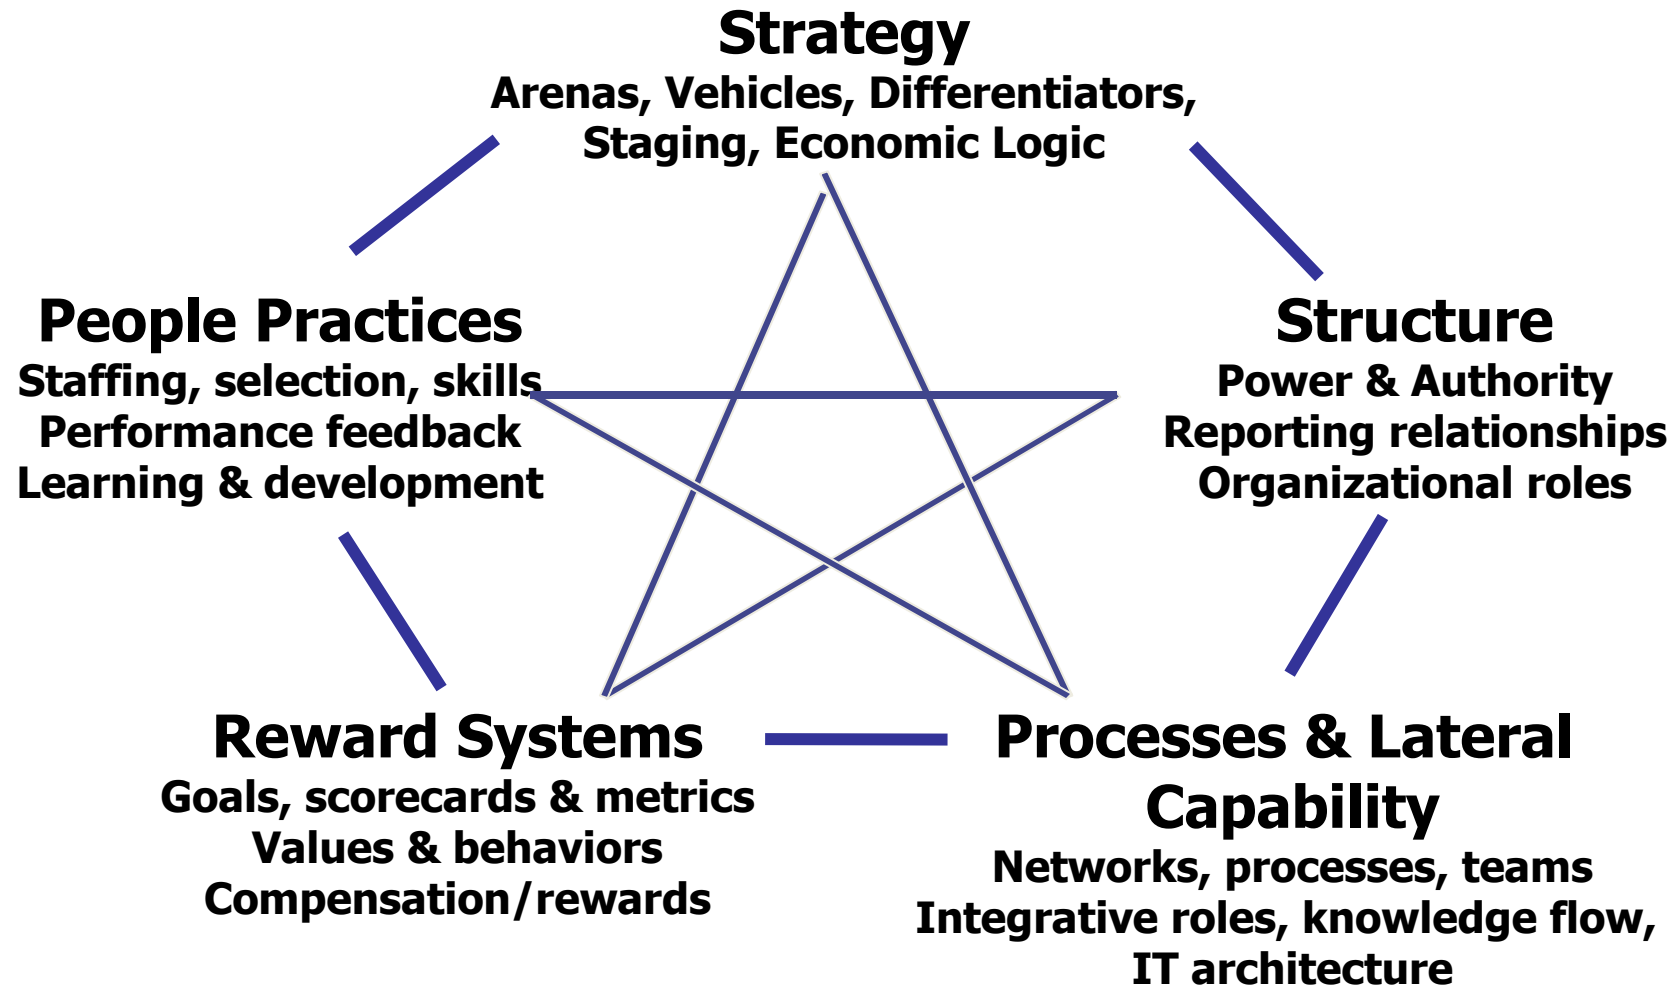 Strategy
Arenas, Vehicles, Differentiators,
Staging, Economic Logic
People Practices
Staffing, selection, skills
Performance feedback
Learning & development
Structure
Power & Authority
Reporting relationships
Organizational roles
Reward Systems
Goals, scorecards & metrics
Values & behaviors
Compensation/rewards
Processes & Lateral
Capability
Networks, processes, teams
Integrative roles, knowledge flow,
IT architecture